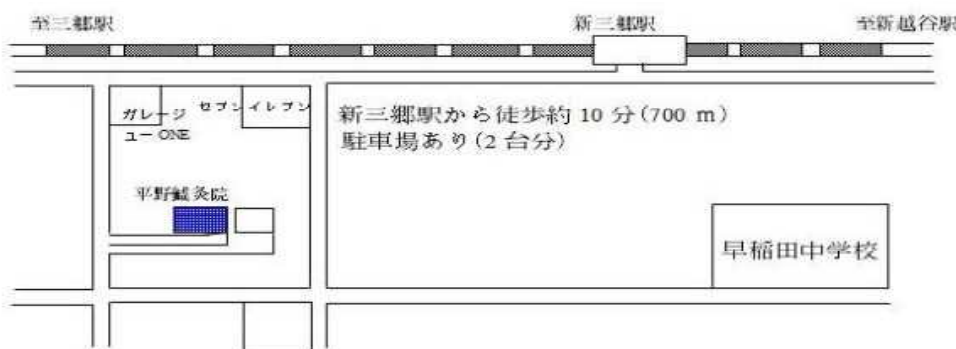 至三郷駅
新三郷駅
至新越谷駅
ガレージ
ユーONE
セブンイレブン
新三郷駅から徒歩約 10 分(700 m)
駐車場あり(2 台分)
平野鍼灸院
早稲田中学校